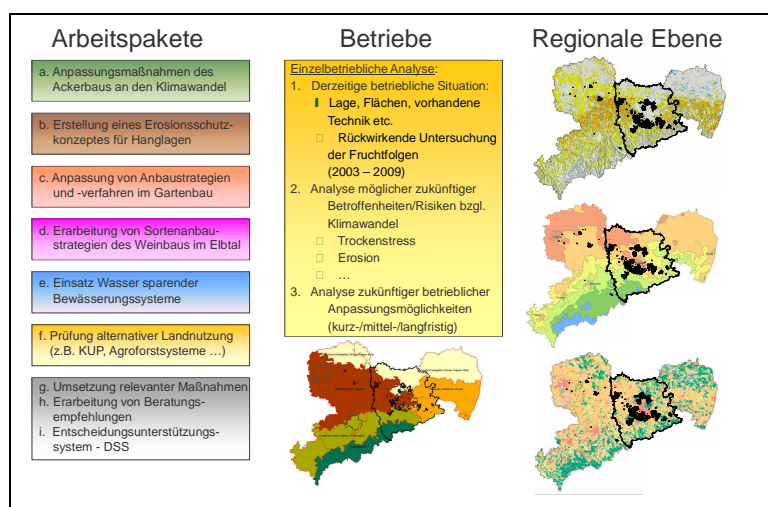 Arbeitspakete
a. Anpassungsmaßnahmen des
Ackerbaus an den Klimawandel
b. Erstellung eines Erosionsschutz-
konzeptes für Hanglagen
c. Anpassung von Anbaustrategien
und -verfahren im Gartenbau
d. Erarbeitung von Sortenanbau-
strategien des Weinbaus im Elbtal
e. Einsatz Wasser sparender
Bewässerungssysteme
f. Prüfung alternativer Landnutzung
(z.B. KUP, Agroforstsysteme ...)
g. Umsetzung relevanter Maßnahmen
h. Erarbeitung von Beratungs-
empfehlungen
i. Entscheidungsunterstützungs-
system - DSS
Betriebe
Einzelbetriebliche Analyse:
1. Derzeitige betriebliche Situation:
Lage, Flächen, vorhandene
Technik etc.
Rückwirkende Untersuchung
der Fruchtfolgen
(2003 – 2009)
2. Analyse möglicher zukünftiger
Betroffenheiten/Risiken bzgl.
Klimawandel
Trockenstress
Erosion
...
3. Analyse zukünftiger betrieblicher
Anpassungsmöglichkeiten
(kurz-/mittel-/langfristig)
Regionale Ebene